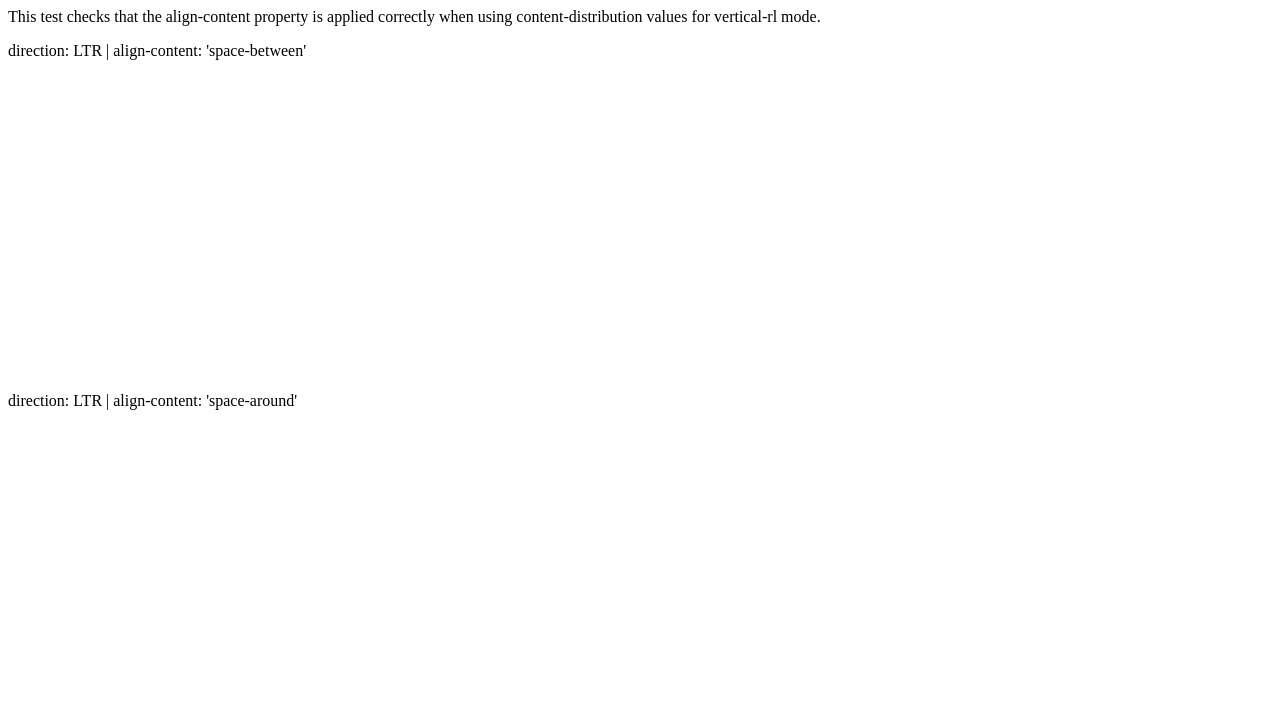 This test checks that the align-content property is applied correctly when using content-distribution values for vertical-rl mode.
direction: LTR | align-content: 'space-between'
direction: LTR | align-content: 'space-around'